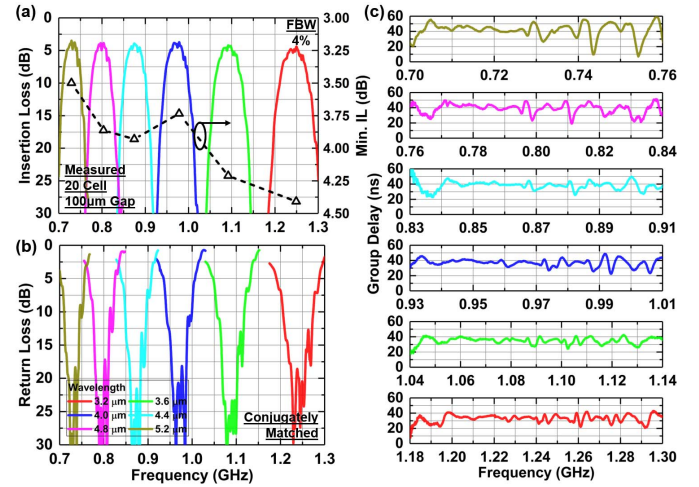 (a)
FBW
4%
Insertion Loss (dB)
0
5
10
15
20
25
30
3.00
3.25
3.50
3.75
3.90
4.00
4.25
4.50
Min. IL (dB)
Measured
20 Cell
100μm Gap
0.7 0.8 0.9 1.0 1.1 1.2 1.3
(b)
Return Loss (dB)
0
5
10
15
20
25
30
Wavelength
3.2 μm 3.6 μm
4.0 μm 4.4 μm
4.8 μm 5.2 μm
Conjugately
Matched
0.7 0.8 0.9 1.0 1.1 1.2 1.3
Frequency (GHz)
(c)
Group Delay (ns)
60
40
20
0
0.70 0.72 0.74 0.76
60
40
20
0
0.76 0.78 0.80 0.82 0.84
60
40
20
0
0.83 0.85 0.87 0.89 0.91
60
40
20
0
0.93 0.95 0.97 0.99 1.01
60
40
20
0
1.04 1.06 1.08 1.10 1.12 1.14
60
40
20
0
1.18 1.20 1.22 1.24 1.26 1.28 1.30
Frequency (GHz)